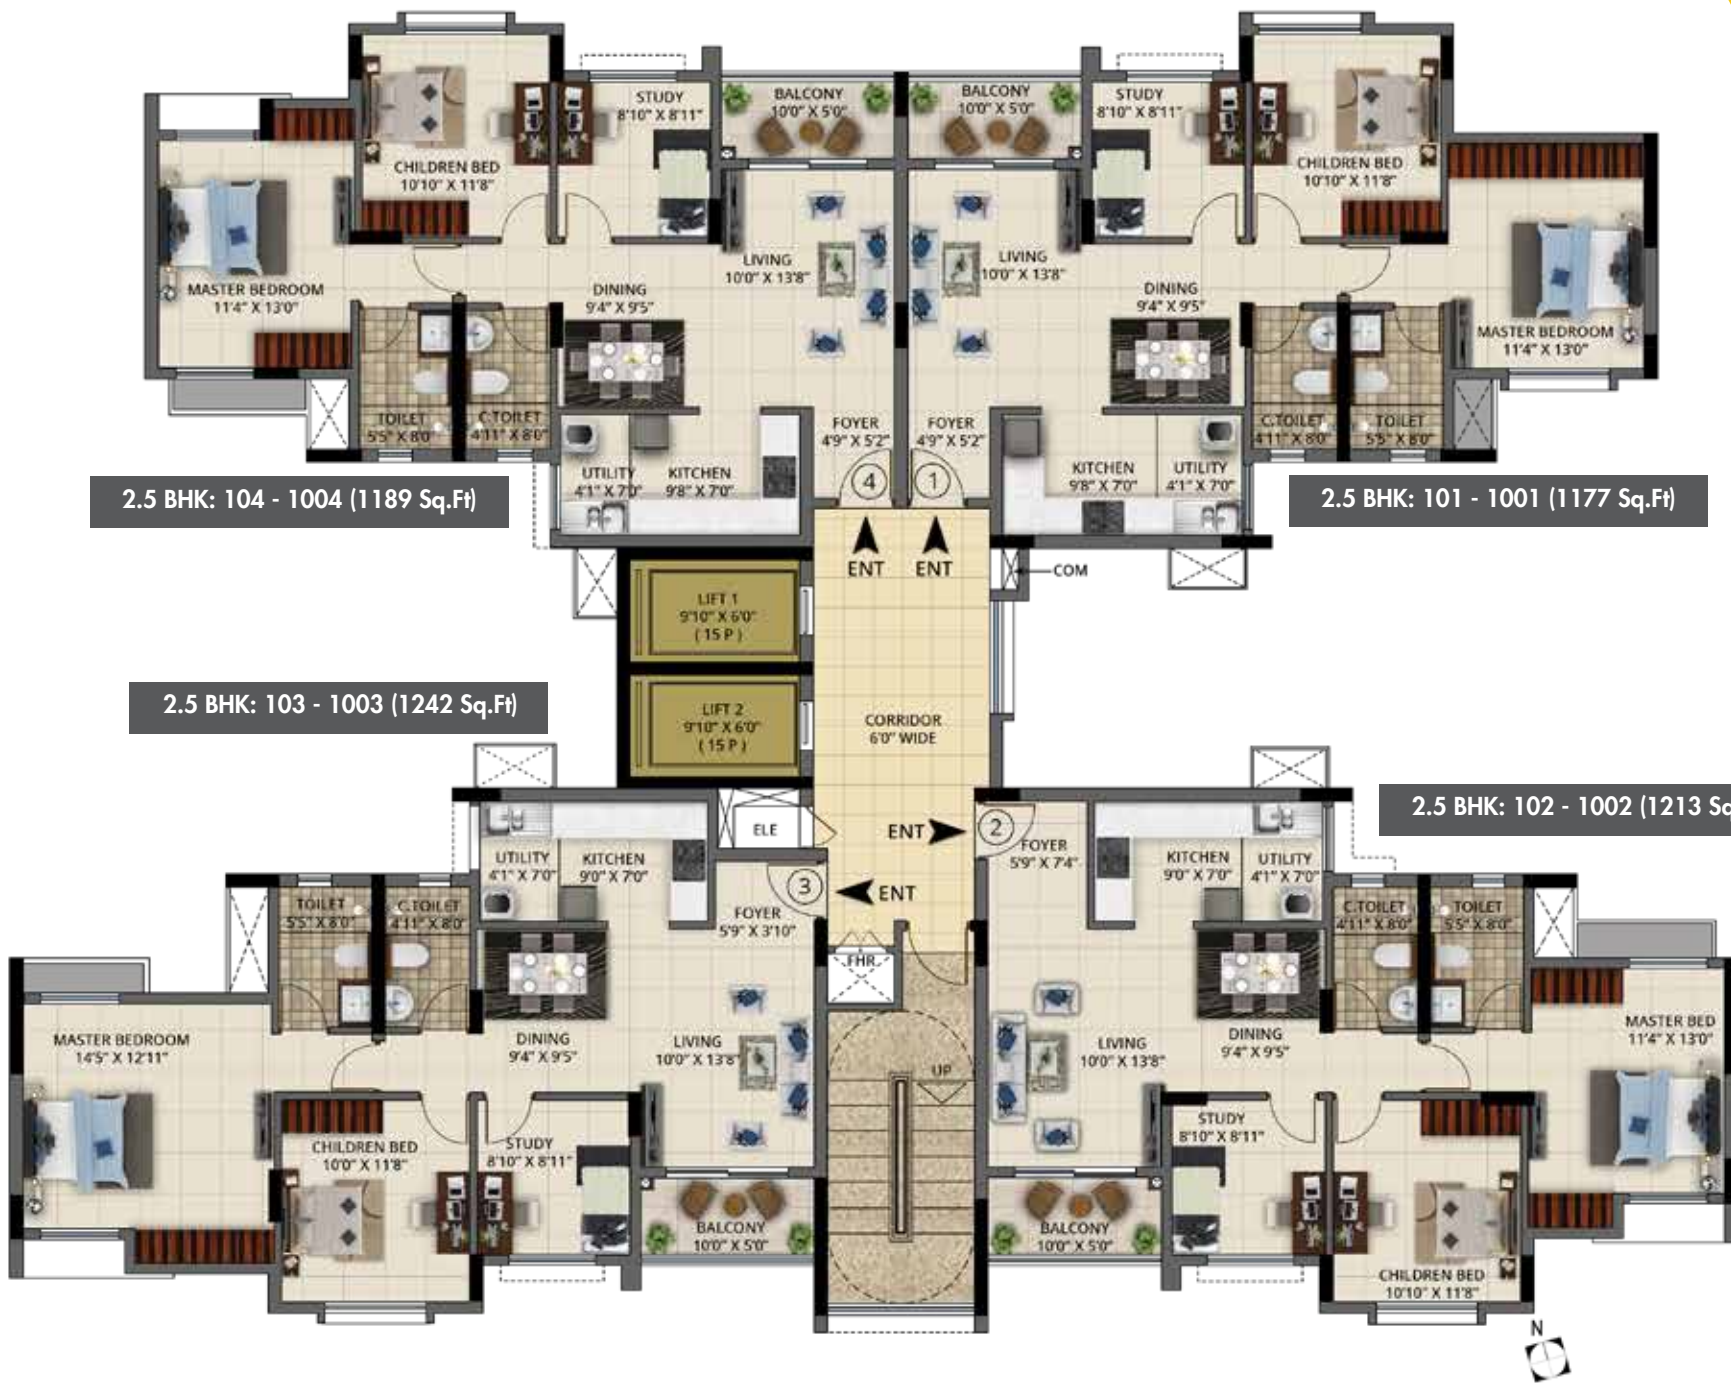 STUDY
8'10" X 8'11"
BALCONY
10'0" X 5'0"
BALCONY
10'0" X 5'0"
STUDY
8'10" X 8'11"
CHILDREN BED
10'10" X 11'8"
CHILDREN BED
10'10" X 11'8"
MASTER BEDROOM
11'4" X 13'0"
DINING
9'4" X 9'5"
LIVING
10'0" X 13'8"
LIVING
10'0" X 13'8"
DINING
9'4" X 9'5"
MASTER BEDROOM
11'4" X 13'0"
TOILET
5'5" X 8'0"
C.TOILET
4'11" X 8'0"
FOYER
4'9" X 5'2"
FOYER
4'9" X 5'2"
C.TOILET
4'11" X 8'0"
TOILET
5'5" X 8'0"
UTILITY
4'1" X 7'0"
KITCHEN
9'8" X 7'0"
4
1
KITCHEN
9'8" X 7'0"
UTILITY
4'1" X 7'0"
2.5 BHK: 104 - 1004 (1189 Sq.Ft)
2.5 BHK: 101 - 1001 (1177 Sq.Ft)
ENT
ENT
COM
LIFT 1
9'10" X 6'0"
( 15 P )
2.5 BHK: 103 - 1003 (1242 Sq.Ft)
LIFT 2
9'10" X 6'0"
( 15 P )
CORRIDOR
6'0" WIDE
2.5 BHK: 102 - 1002 (1213 Sq
ELE
ENT
2
FOYER
5'9" X 7'4"
UTILITY
4'1" X 7'0"
KITCHEN
9'0" X 7'0"
KITCHEN
9'0" X 7'0"
UTILITY
4'1" X 7'0"
3
ENT
TOILET
5'5" X 8'0"
C.TOILET
4'11" X 8'0"
FOYER
5'9" X 3'10"
C.TOILET
4'11" X 8'0"
TOILET
5'5" X 8'0"
FHR
MASTER BEDROOM
14'5" X 12'11"
DINING
9'4" X 9'5"
LIVING
10'0" X 13'8"
UP
LIVING
10'0" X 13'8"
DINING
9'4" X 9'5"
MASTER BED
11'4" X 13'0"
CHILDREN BED
10'0" X 11'8"
STUDY
8'10" X 8'11"
STUDY
8'10" X 8'11"
BALCONY
10'0" X 5'0"
BALCONY
10'0" X 5'0"
CHILDREN BED
10'10" X 11'8"
N